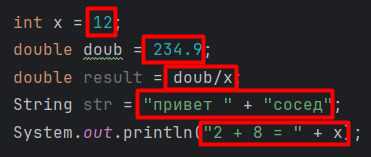 int x = 12;
double doub = 234.9;
double result = doub/x;
String str = "привет " + "сосед";
System.out.println("2 + 8 = " + x);